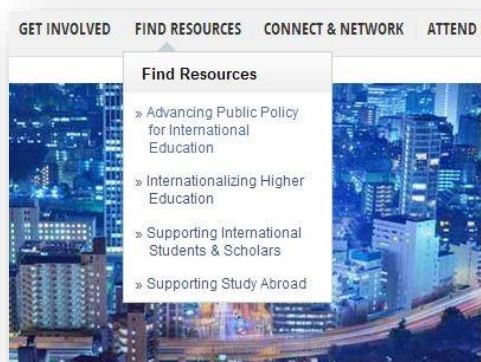 GET INVOLVED FIND RESOURCES CONNECT & NETWORK ATTEND
Find Resources
» Advancing Public Policy
for International
Education
» Internationalizing Higher
Education
» Supporting International
Students & Scholars
» Supporting Study Abroad